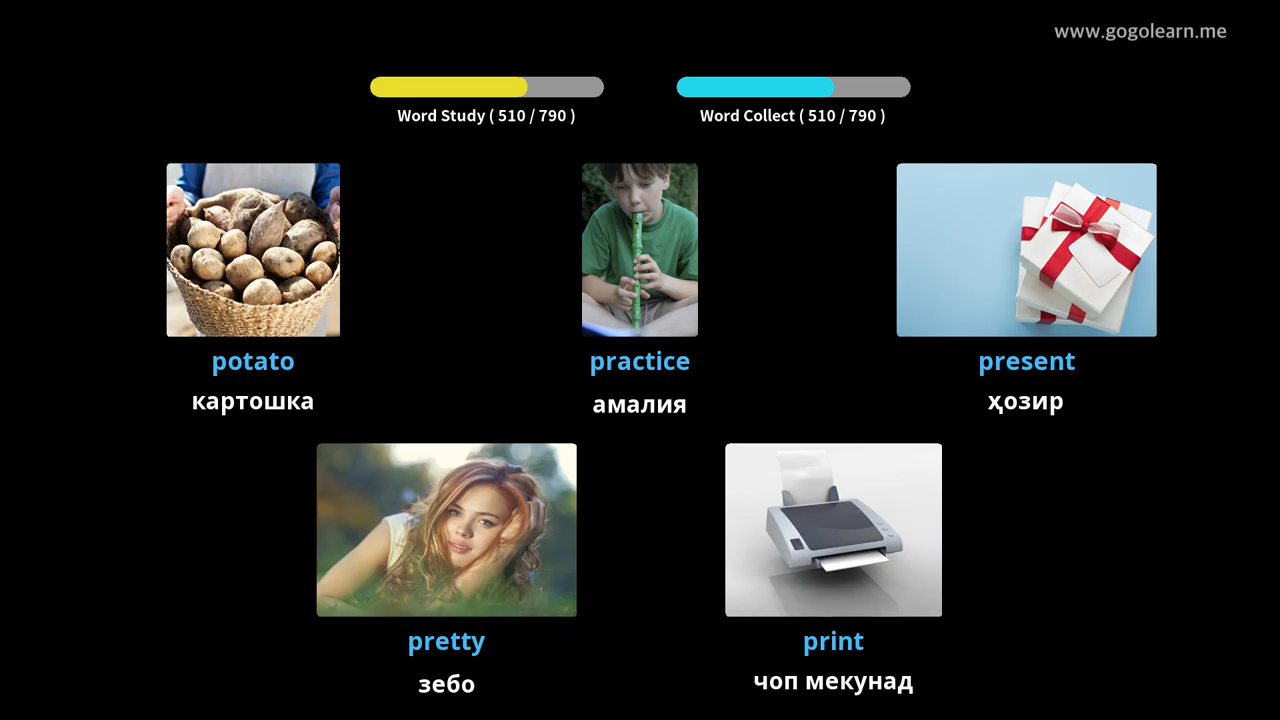 www.gogolearn.me
Word Study ( 510 / 790 )
Word Collect ( 510 / 790 )
potato
practice
present
картошка
амалия
ҳозир
pretty
print
зебо
чоп мекунад